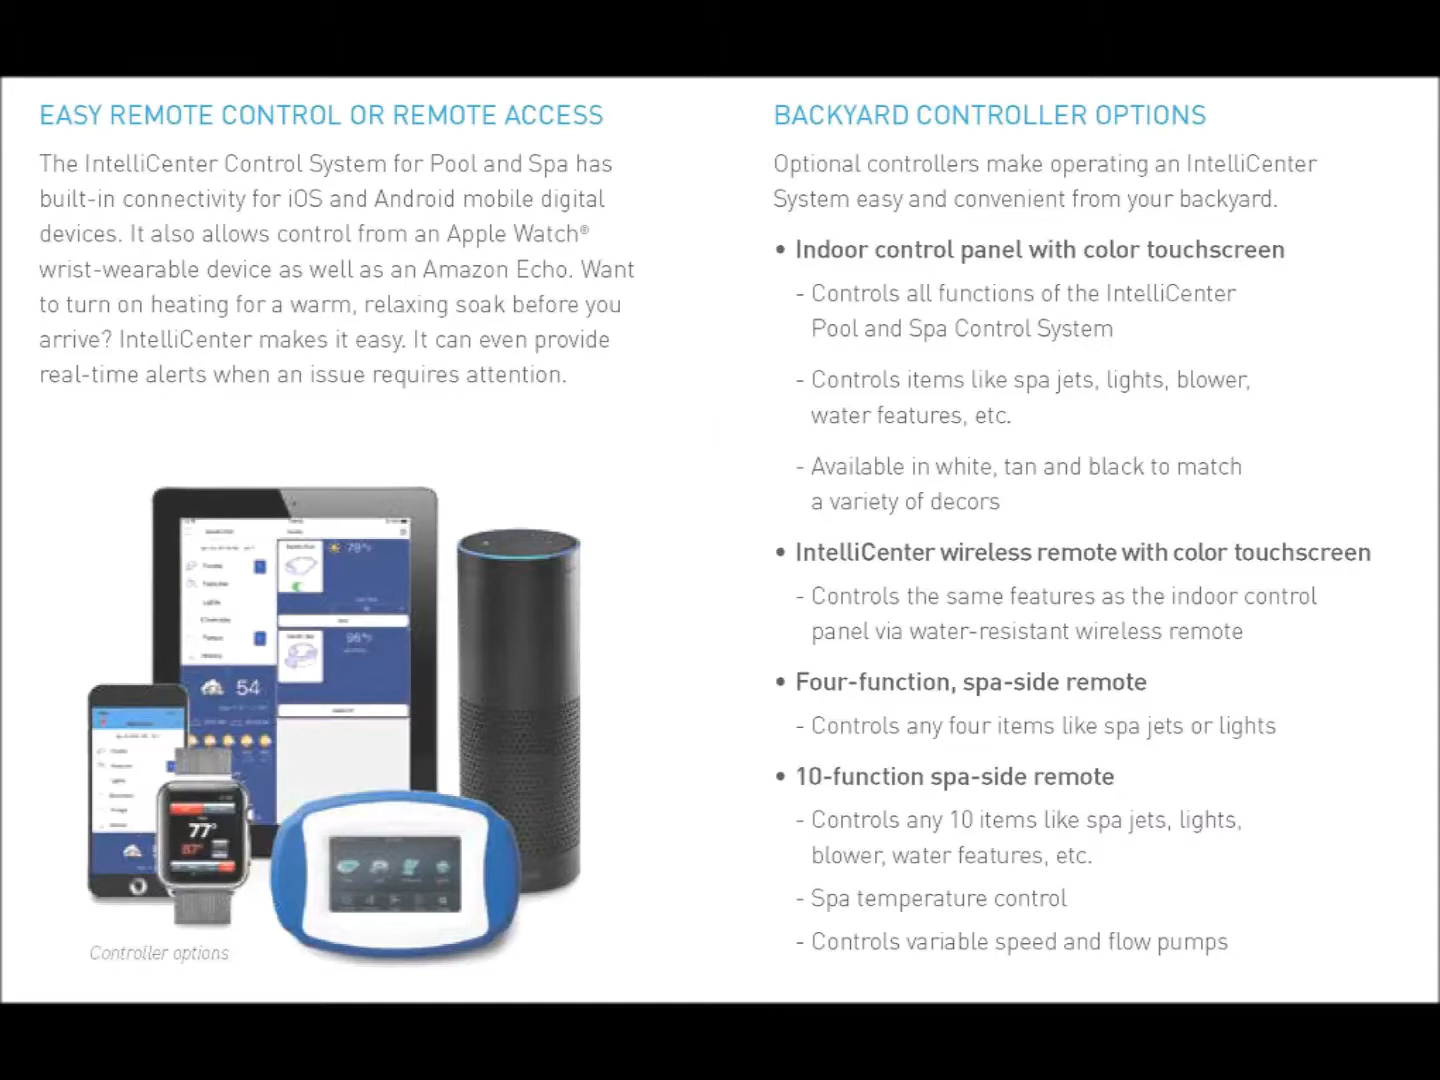 EASY REMOTE CONTROL OR REMOTE ACCESS
The IntelliCenter Control System for Pool and Spa has
built-in connectivity for iOS and Android mobile digital
devices. It also allows control from an Apple Watch®
wrist-wearable device as well as an Amazon Echo. Want
to turn on heating for a warm, relaxing soak before you
arrive? IntelliCenter makes it easy. It can even provide
real-time alerts when an issue requires attention.
78°F
96°F
54
77°
87°
Controller options
BACKYARD CONTROLLER OPTIONS
Optional controllers make operating an IntelliCenter
System easy and convenient from your backyard.
• Indoor control panel with color touchscreen
- Controls all functions of the IntelliCenter
Pool and Spa Control System
- Controls items like spa jets, lights, blower,
water features, etc.
- Available in white, tan and black to match
a variety of decors
• IntelliCenter wireless remote with color touchscreen
- Controls the same features as the indoor control
panel via water-resistant wireless remote
• Four-function, spa-side remote
- Controls any four items like spa jets or lights
• 10-function spa-side remote
- Controls any 10 items like spa jets, lights,
blower, water features, etc.
- Spa temperature control
- Controls variable speed and flow pumps